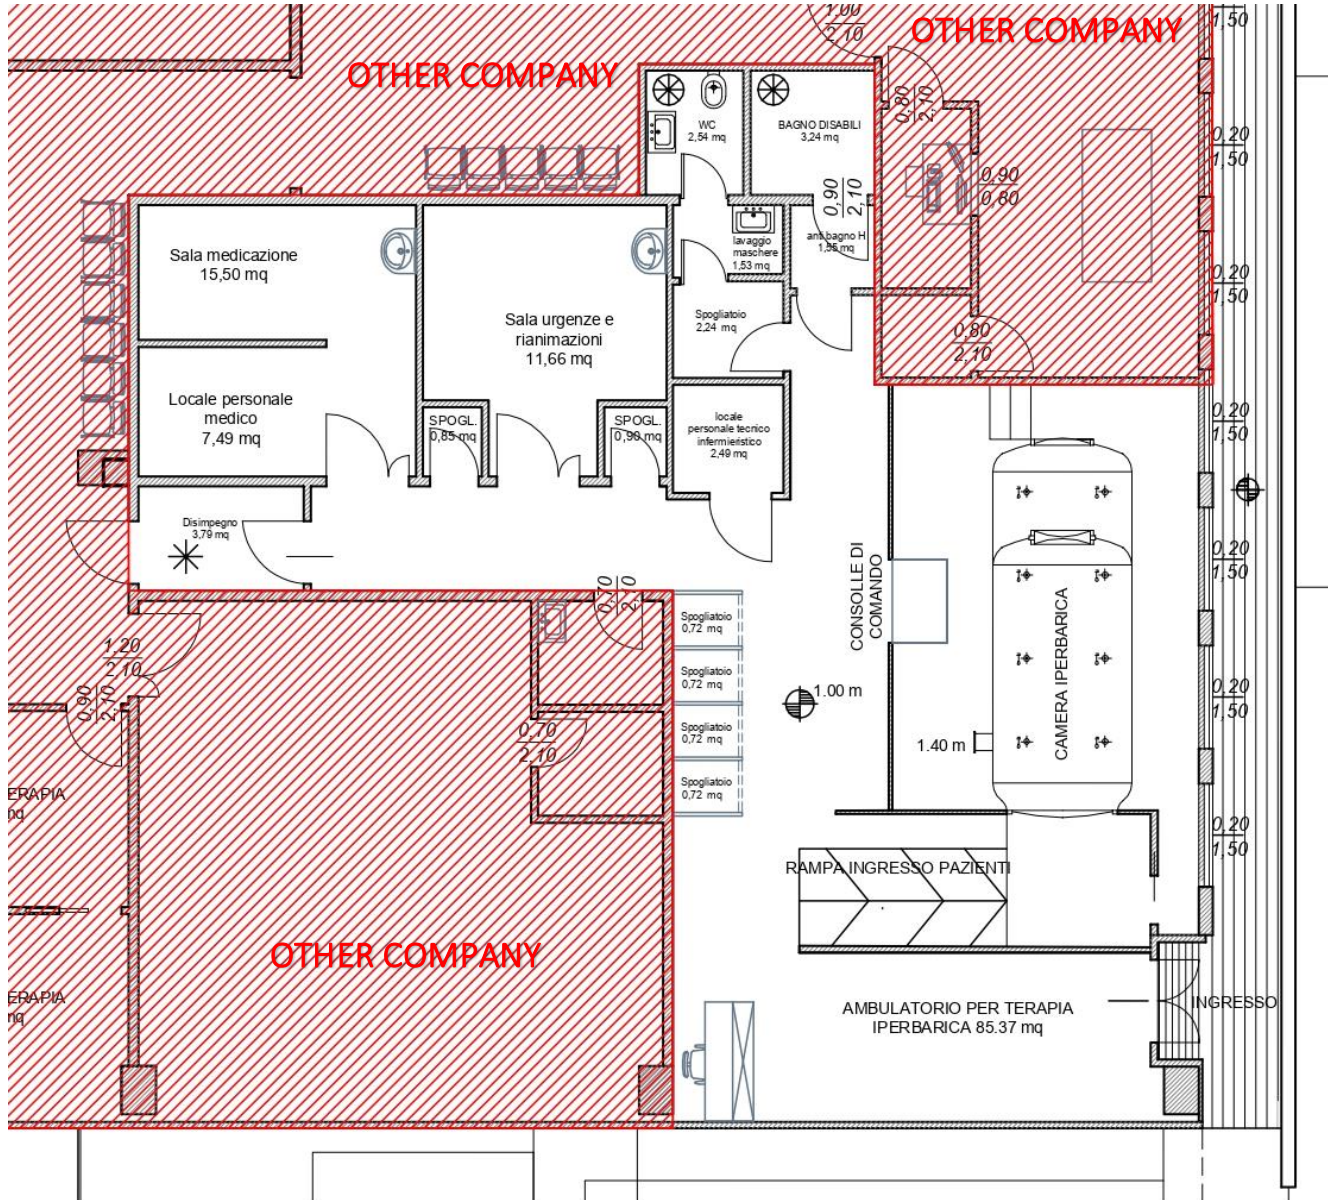 1,00
2,10
OTHER COMPANY
1,50
OTHER COMPANY
0,80
2,10
WC
2,54 mq
BAGNO DISABILI
3,24 mq
0,20
1,50
0,90
0,80
0,90
2,10
lavaggio
maschere
1,53 mq
anti bagno H
1,55 mq
Sala medicazione
15,50 mq
0,20
1,50
Sala urgenze e
rianimazioni
11,66 mq
Spogliatoio
2,24 mq
0,80
2,10
Locale personale
medico
7,49 mq
SPOGL.
0,85 mq
SPOGL.
0,90 mq
locale
personale tecnico
infermieristico
2,49 mq
0,20
1,50
Disimpegno
3,79 mq
CONSOLLE DI
COMANDO
0,20
1,50
0,70
2,10
Spogliatoio
0,72 mq
CAMERA IPERBARICA
1,20
2,10
0,90
2,10
Spogliatoio
0,72 mq
1.00 m
0,20
1,50
0,70
2,10
Spogliatoio
0,72 mq
1.40 m
Spogliatoio
0,72 mq
ERAPIA
mq
0,20
1,50
RAMPA INGRESSO PAZIENTI
OTHER COMPANY
ERAPIA
mq
AMBULATORIO PER TERAPIA
IPERBARICA 85.37 mq
INGRESSO